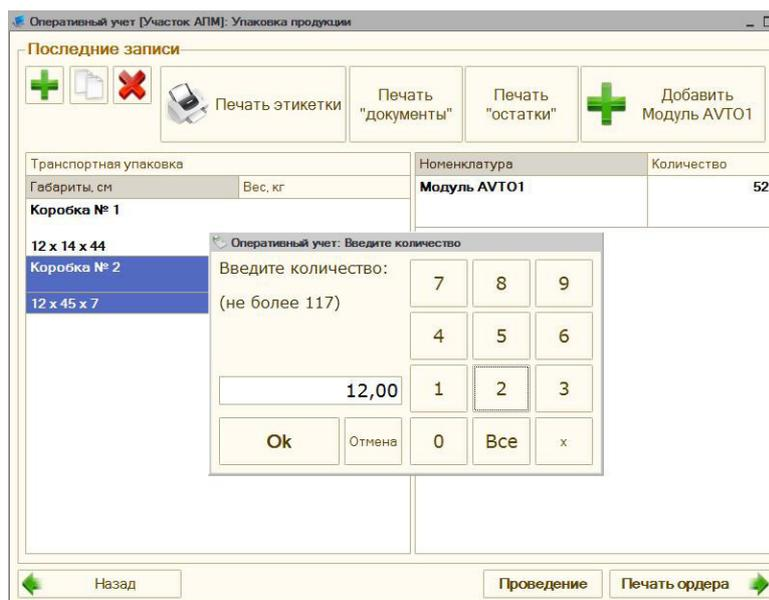 Оперативный учет [Участок АПМ]: Упаковка продукции
Последние записи
Печать этикетки
Печать
"документы"
Печать
"остатки"
Добавить
Модуль AVTO1
Транспортная упаковка
Габариты, см
Вес, кг
Коробка № 1
12 x 14 x 44
Коробка № 2
12 x 45 x 7
Номенклатура
Количество
Модуль AVTO1
52
Оперативный учет: Введите количество
Введите количество:
(не более 117)
12,00
7 8 9
4 5 6
1 2 3
Ok Отмена 0 Все x
Назад
Проведение
Печать ордера